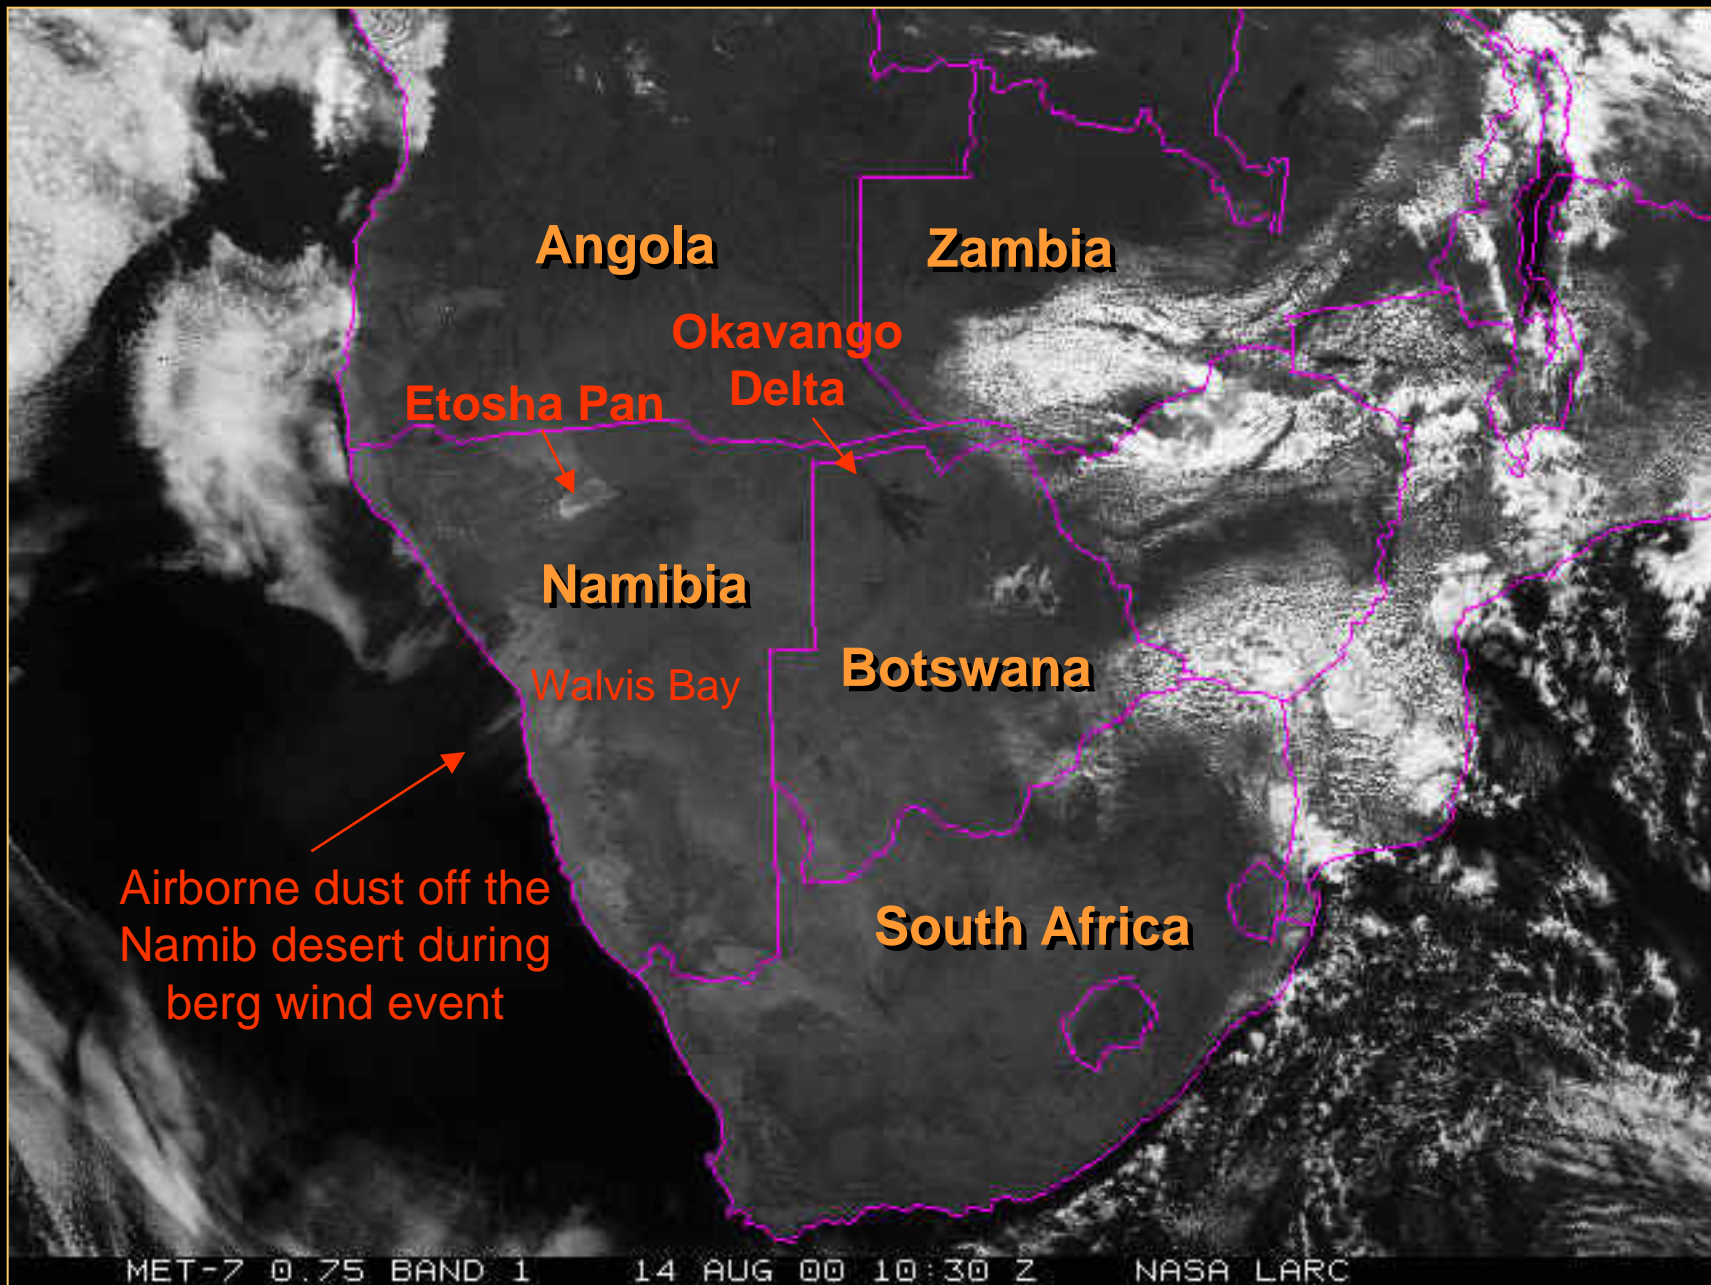 Angola
Zambia
Okavango
Delta
Etosha Pan
Namibia
Walvis Bay
Botswana
Airborne dust off the
Namib desert during
berg wind event
South Africa
MET-7 0.75 BAND 1 14 AUG 00 10:30 Z NASA LARC